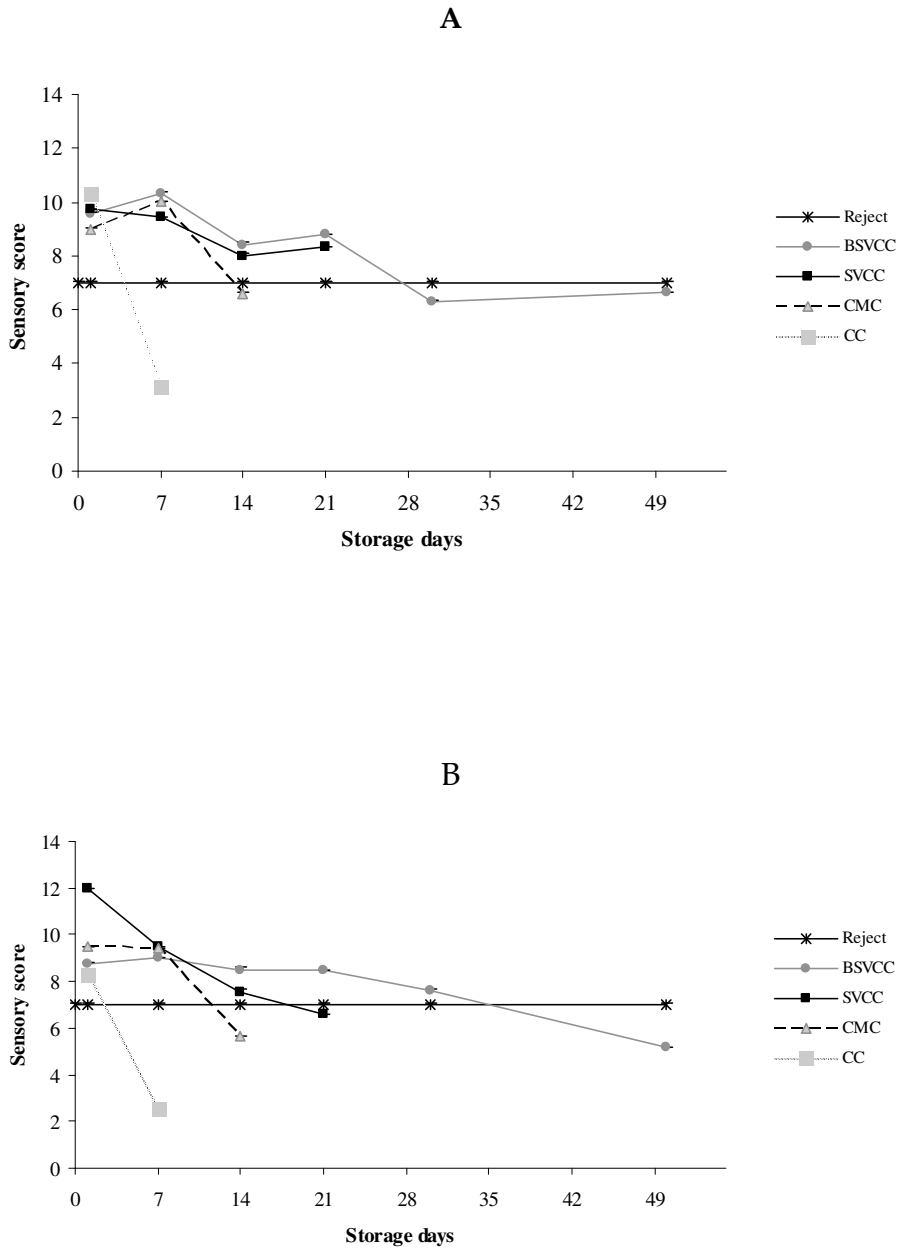 A
14
12
10
8
6
4
2
0
Sensory score
0 7 14 21 28 35 42 49
Storage days
Reject
BSVCC
SVCC
CMC
CC
B
14
12
10
8
6
4
2
0
Sensory score
0 7 14 21 28 35 42 49
Storage days
Reject
BSVCC
SVCC
CMC
CC